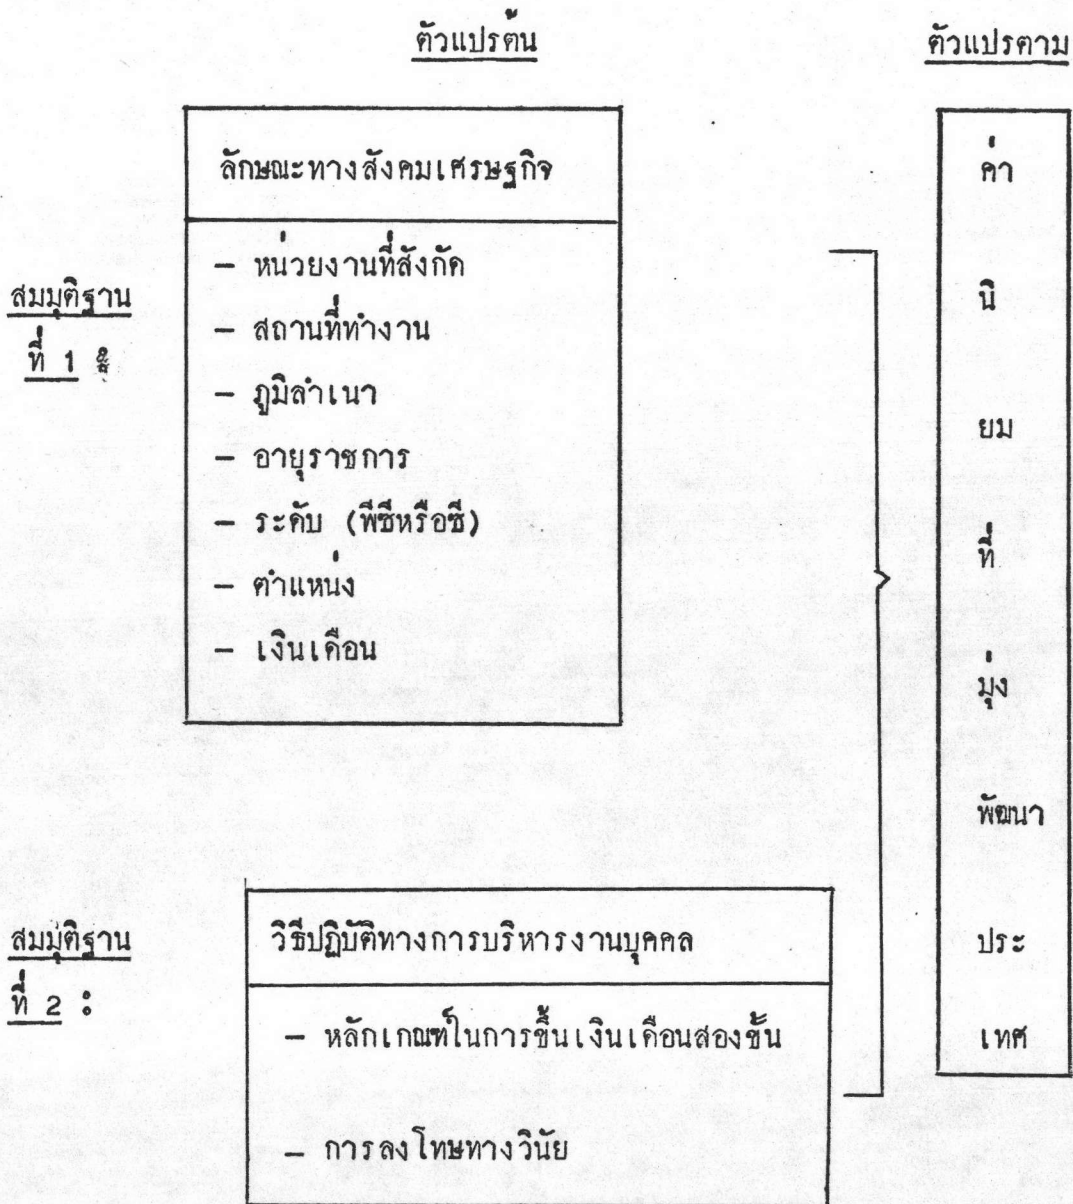 ตัวแปรต้น
ตัวแปรตาม
ลักษณะทางสังคมเศรษฐกิจ
สมมุติฐาน
ที่ 1 :
– หน่วยงานที่สังกัด
– สถานที่ทำงาน
– ภูมิลำเนา
– อายุราชการ
– ระดับ (พีซีหรือซี)
– ตำแหน่ง
– เงินเดือน
สมมุติฐาน
ที่ 2 :
วิธีปฏิบัติทางการบริหารงานบุคคล
– หลักเกณฑ์ในการขึ้นเงินเดือนสองขั้น
– การลงโทษทางวินัย
ค่า
นิ
ยม
ที่
มุ่ง
พัฒนา
ประ
เทศ